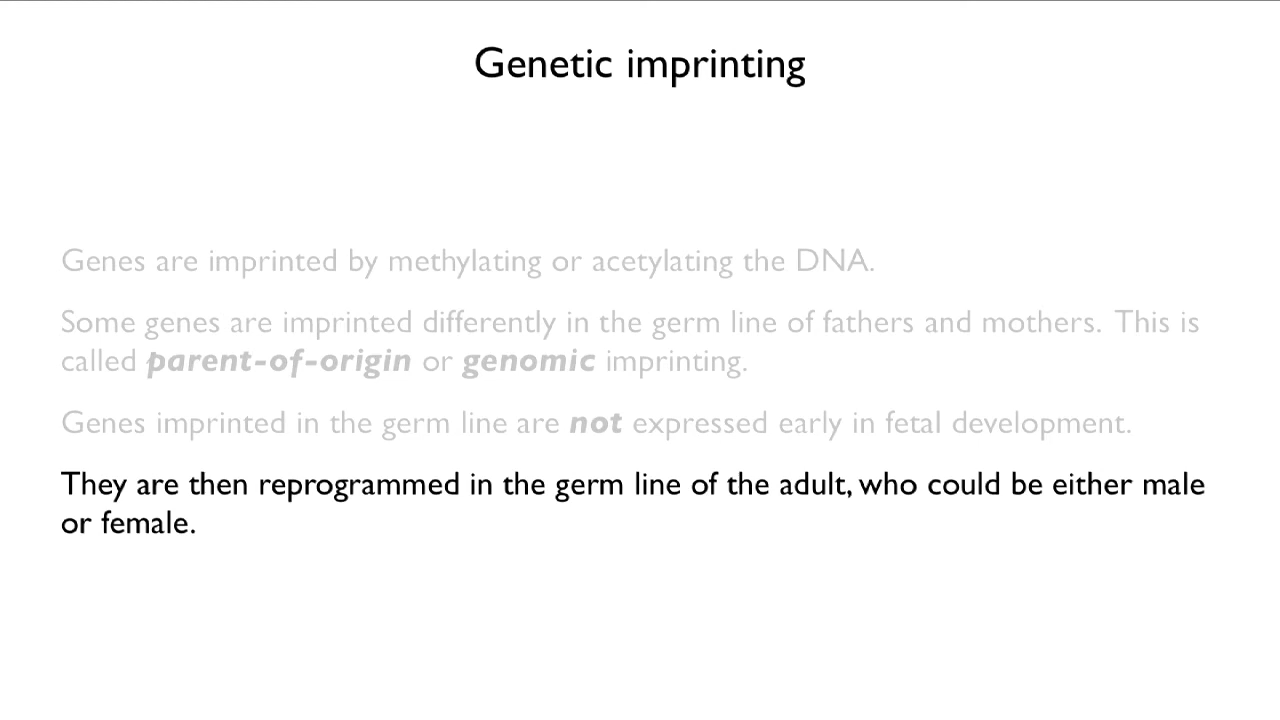 Genetic imprinting
Genes are imprinted by methylating or acetylating the DNA.
Some genes are imprinted differently in the germ line of fathers and mothers. This is
called parent-of-origin or genomic imprinting.
Genes imprinted in the germ line are not expressed early in fetal development.
They are then reprogrammed in the germ line of the adult, who could be either male
or female.